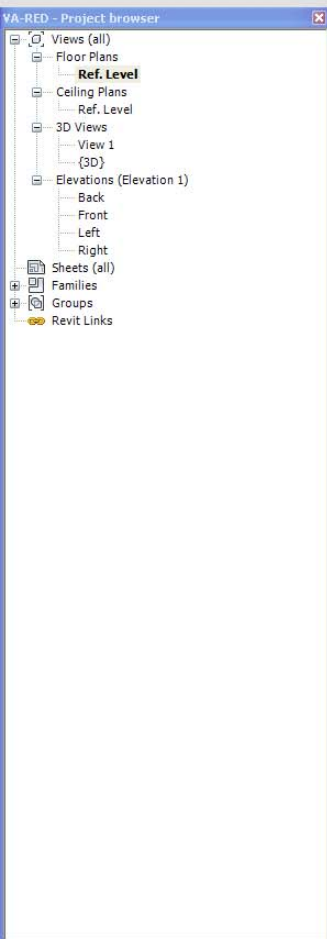 VA-RED - Project browser
Views (all)
Floor Plans
Ref. Level
Ceiling Plans
Ref. Level
3D Views
View 1
{3D}
Elevations (Elevation 1)
Back
Front
Left
Right
Sheets (all)
Families
Groups
Revit Links